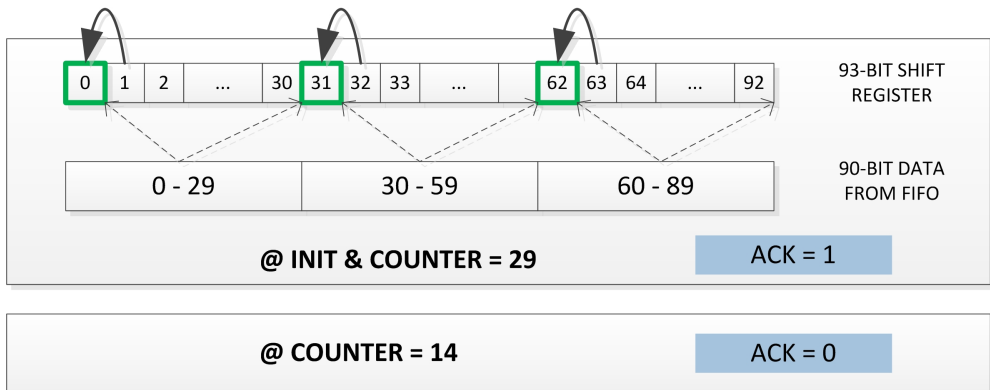 0 1 2 ... 30 31 32 33 ... 62 63 64 ... 92
93-BIT SHIFT
REGISTER
0 - 29 30 - 59 60 - 89
90-BIT DATA
FROM FIFO
@ INIT & COUNTER = 29 ACK = 1
@ COUNTER = 14 ACK = 0